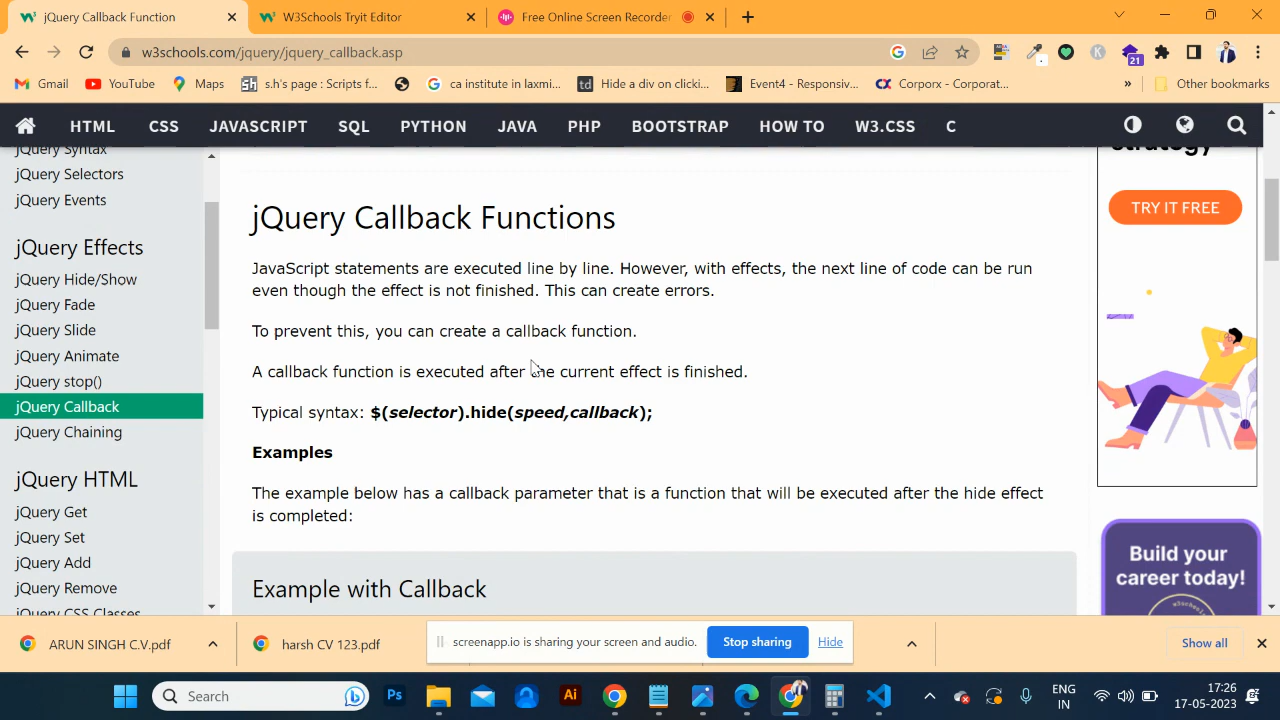 jQuery Callback Function
W3Schools Tryit Editor
Free Online Screen Recorder
w3schools.com/jquery/jquery_callback.asp
21
Gmail
YouTube
Maps
s.h's page : Scripts f...
ca institute in laxmi...
td
Hide a div on clicki...
Event4 - Responsiv...
CX
Corporx - Corporat...
»
Other bookmarks
HTML
CSS
JAVASCRIPT
SQL
PYTHON
JAVA
PHP
BOOTSTRAP
HOW TO
W3.CSS
C
jQuery Syntax
jQuery Selectors
jQuery Events
jQuery Effects
jQuery Hide/Show
jQuery Fade
jQuery Slide
jQuery Animate
jQuery stop()
jQuery Callback
jQuery Chaining
jQuery HTML
jQuery Get
jQuery Set
jQuery Add
jQuery Remove
jQuery CSS Classes
jQuery Callback Functions
JavaScript statements are executed line by line. However, with effects, the next line of code can be run
even though the effect is not finished. This can create errors.
To prevent this, you can create a callback function.
A callback function is executed after the current effect is finished.
Typical syntax: $(selector).hide(speed,callback);
Examples
The example below has a callback parameter that is a function that will be executed after the hide effect
is completed:
Example with Callback
strategy
TRY IT FREE
Build your
career today!
ARUN SINGH C.V.pdf
harsh CV 123.pdf
screenapp.io is sharing your screen and audio.
Stop sharing
Hide
Show all
Search
Ps
Ai
ENG
IN
17:26
17-05-2023